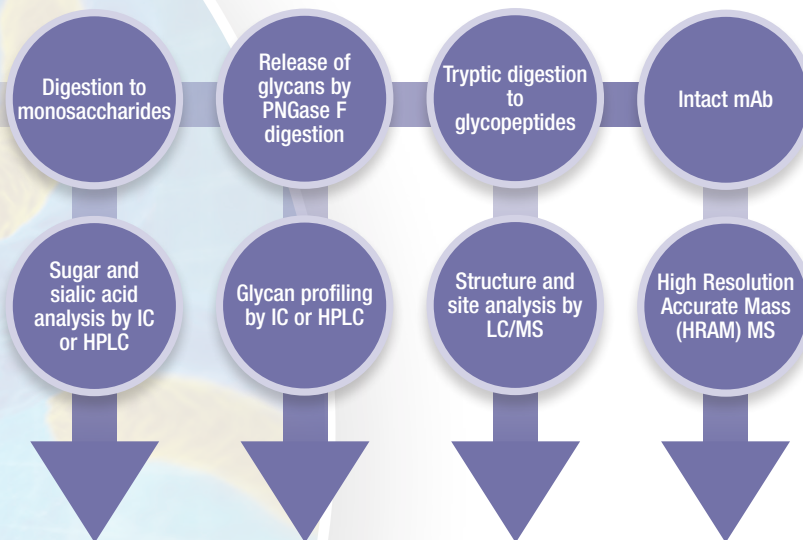 Digestion to
monosaccharides
Release of
glycans by
PNGase F
digestion
Tryptic digestion
to
glycopeptides
Intact mAb
Sugar and
sialic acid
analysis by IC
or HPLC
Glycan profiling
by IC or HPLC
Structure and
site analysis by
LC/MS
High Resolution
Accurate Mass
(HRAM) MS